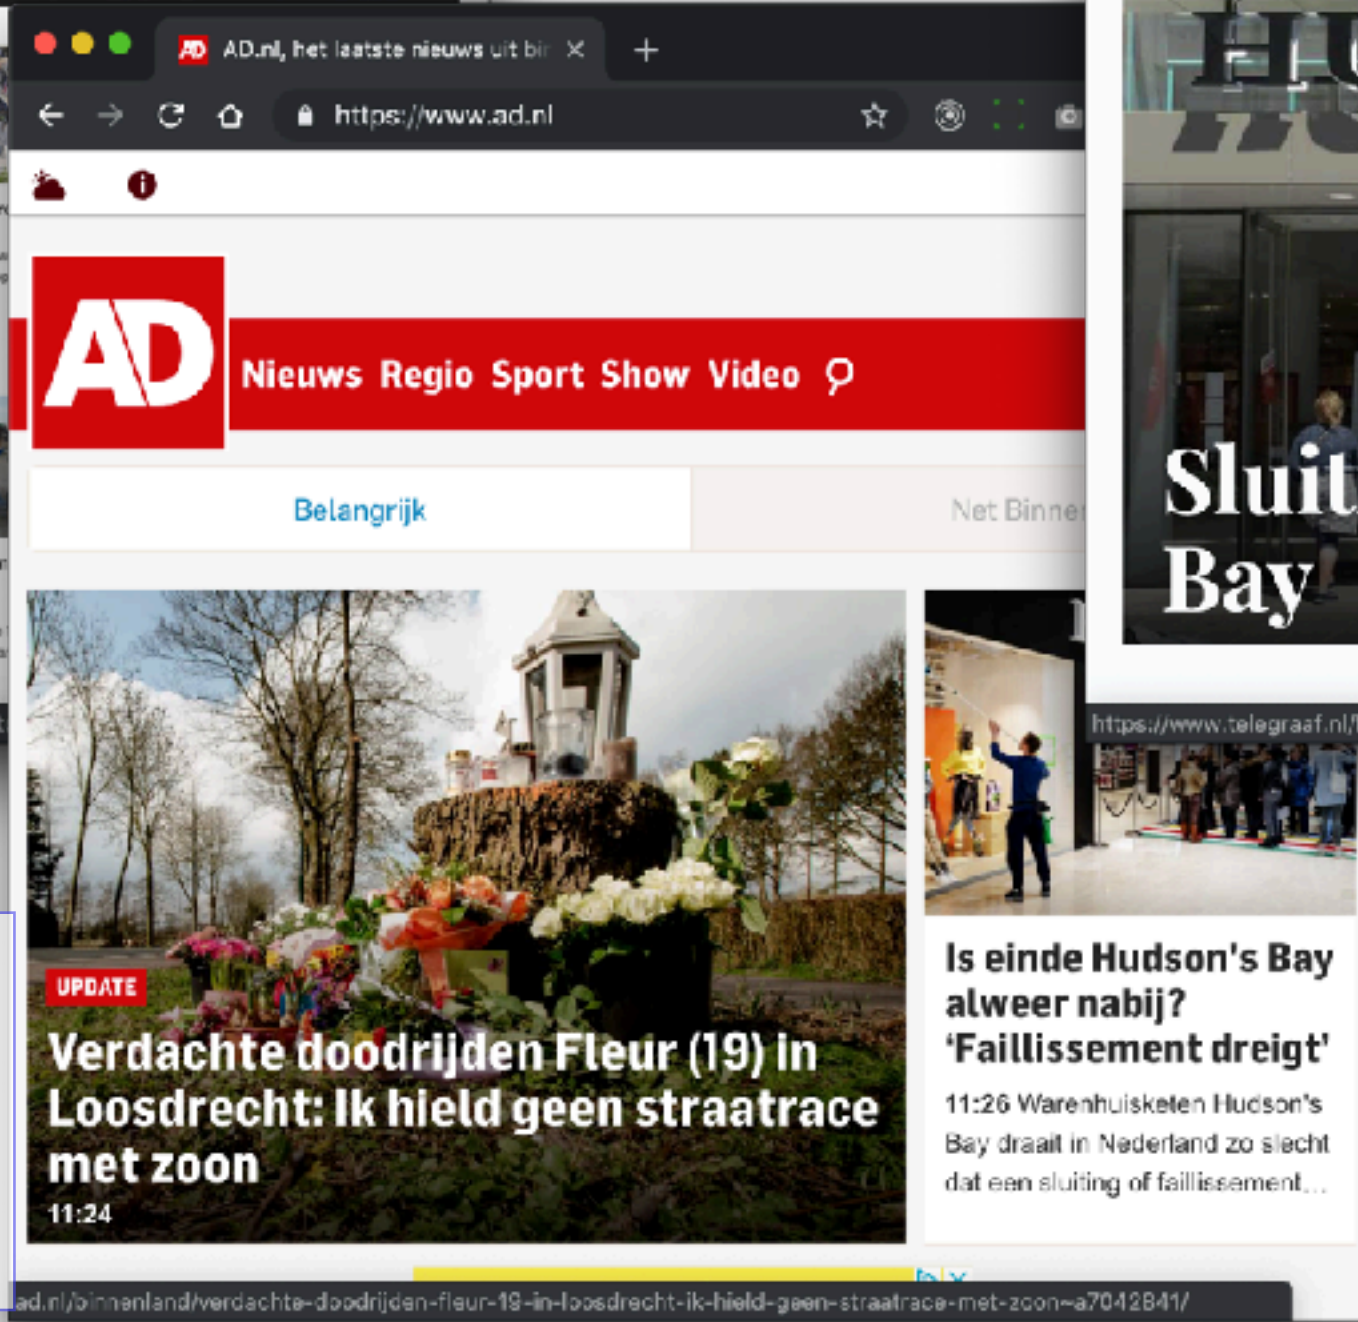 AD AD.nl, het laatste nieuws uit bin
https://www.ad.nl
AD
Nieuws Regio Sport Show Video
Belangrijk
Net Binne
UPDATE
Verdachte doodrijden Fleur (19) in
Loosdrecht: Ik hield geen straatrace
met zoon
11:24
Is einde Hudson's Bay
alweer nabij?
‘Faillissement dreigt’
11:26 Warenhuisketen Hudson's
Bay draait in Nederland zo slecht
dat een sluiting of faillissement...
ad.nl/binnenland/verdachte-doodrijden-fleur-19-in-loosdrecht-ik-hield-geen-straatrace-met-zoon~a7042841/
Sluit
Bay
https://www.telegraaf.nl/